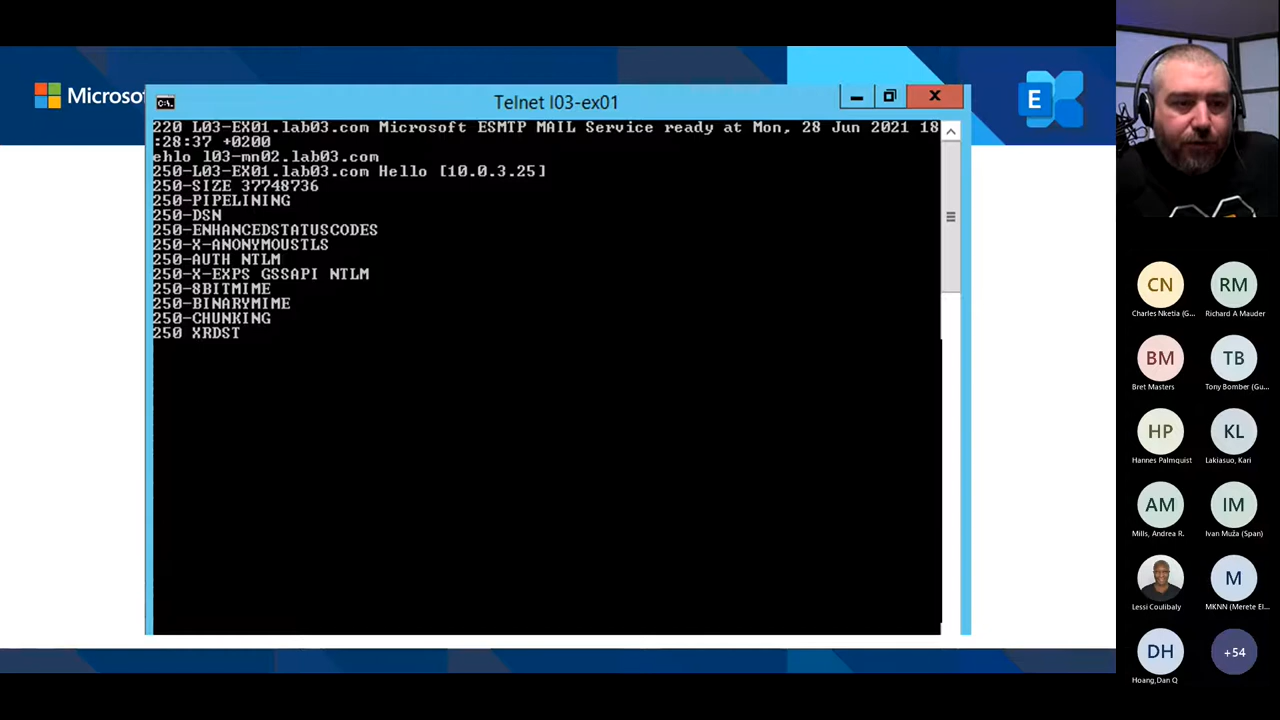 Microso
Telnet l03-ex01
220 L03-EX01.lab03.com Microsoft ESMTP MAIL Service ready at Mon, 28 Jun 2021 18
:28:37 +0200
ehlo l03-mn02.lab03.com
250-L03-EX01.lab03.com Hello [10.0.3.25]
250-SIZE 37748736
250-PIPELINING
250-DSN
250-ENHANCEDSTATUSCODES
250-X-ANONYMOUSTLS
250-AUTH NTLM
250-X-EXPS GSSAPI NTLM
250-8BITMIME
250-BINARYMIME
250-CHUNKING
250 XRDST
E
CN
RM
Charles Nketia (G...
Richard A Mauder
BM
TB
Bret Masters
Tony Bomber (Gu...
HP
KL
Hannes Palmquist
Lakiasuo, Kari
AM
IM
Mills, Andrea R.
Ivan Muža (Span)
M
Lessi Coulibaly
MKNN (Merete El...
DH
+54
Hoang,Dan Q